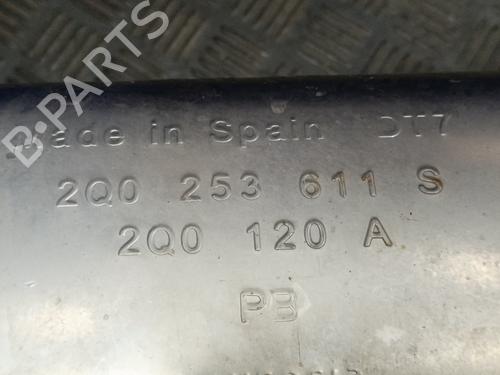 B-PARTS
Made in Spain DT7
2Q0 253 611 S
2Q0 120 A
PB